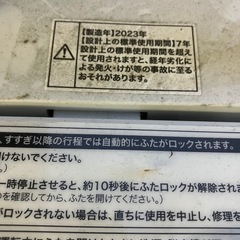 【製造年】2023年
【設計上の標準使用期間】7年
設計上の標準使用期間を超え
て使用されますと、経年劣化に
よる発火・けが等の事故に至る
おそれがあります。
、すすぎ以降の行程では自動的にふたがロックされます。
けないでください。
一時停止させると、約10秒後にふたロックが解除され
てを確認してから、ふたを開けてください。)
がロックされない場合は、直ちに使用を中止し、修理を